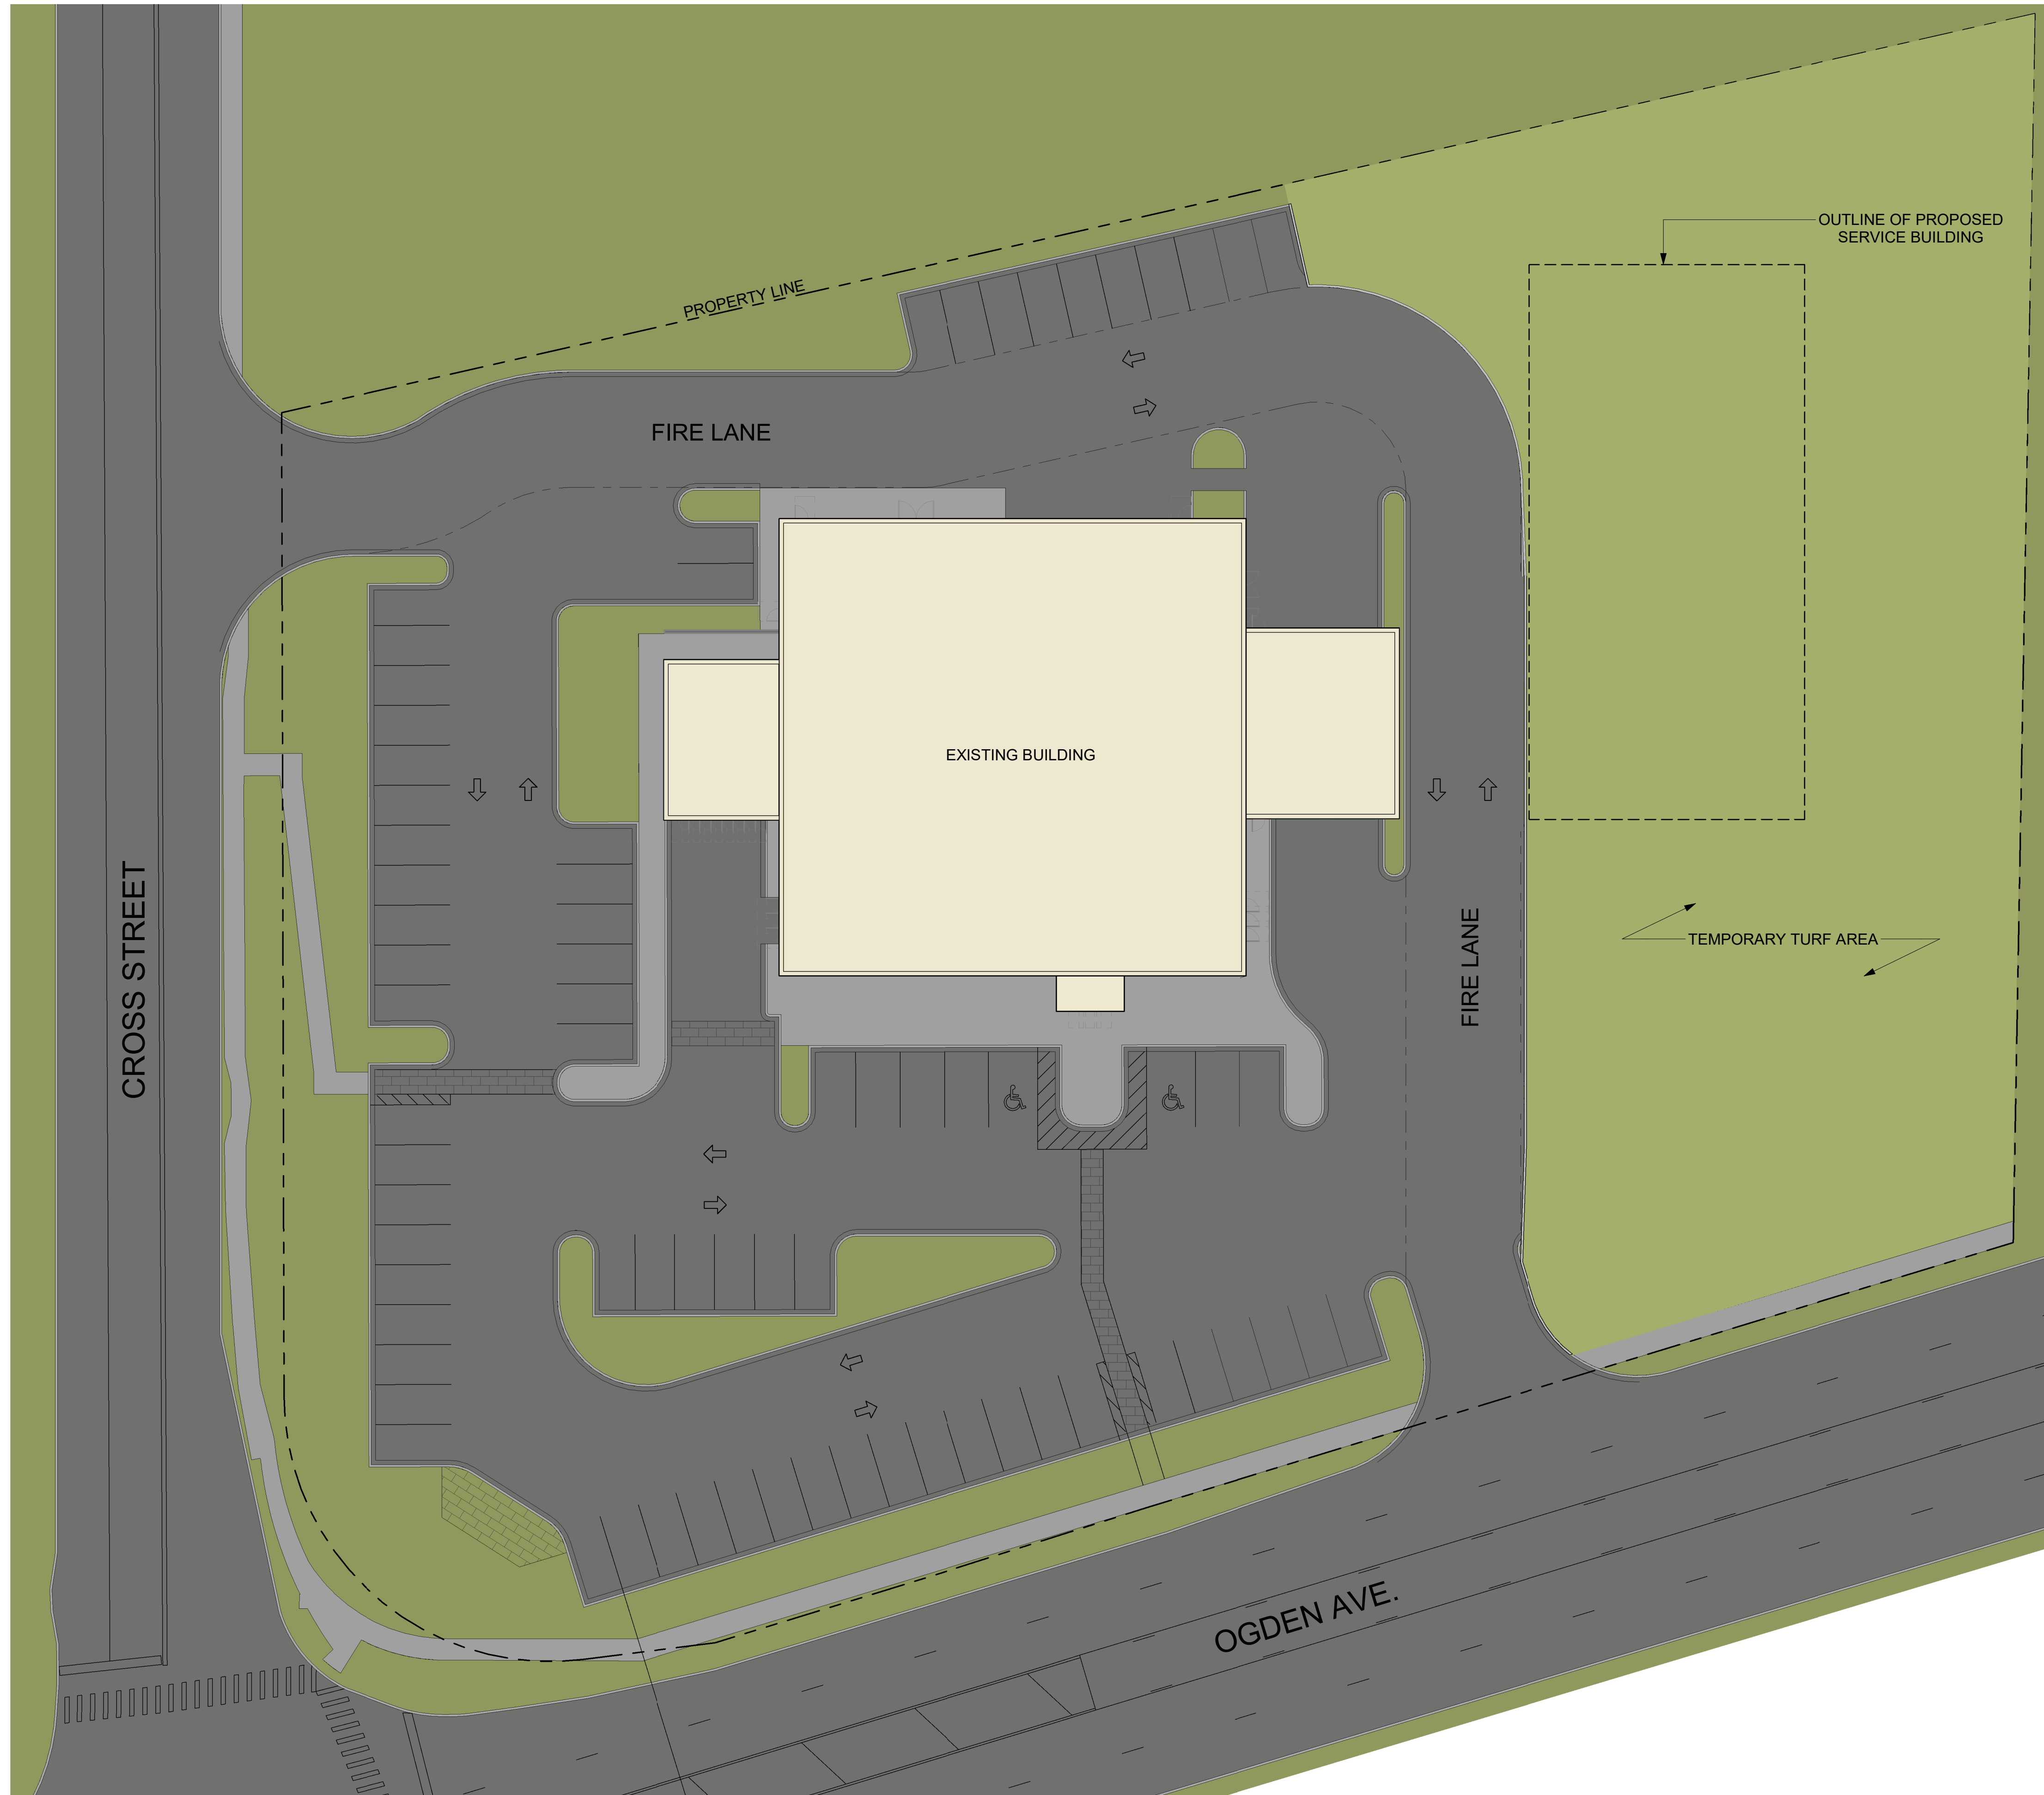 OUTLINE OF PROPOSED
SERVICE BUILDING
PROPERTY LINE
FIRE LANE
EXISTING BUILDING
CROSS STREET
FIRE LANE
TEMPORARY TURF AREA
OGDEN AVE.